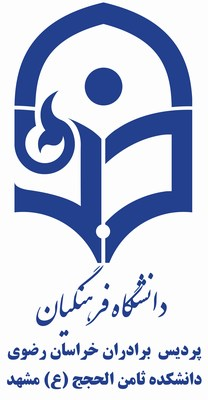 دانشگاه فرهنگیان
پردیس برادران خراسان رضوی
دانشکده ثامن الحجج (ع) مشهد